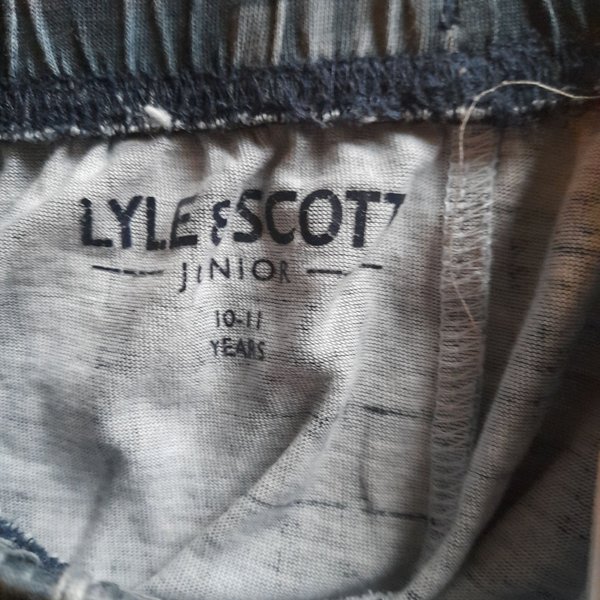 LYLE & SCOTT
JUNIOR
10-11
YEARS